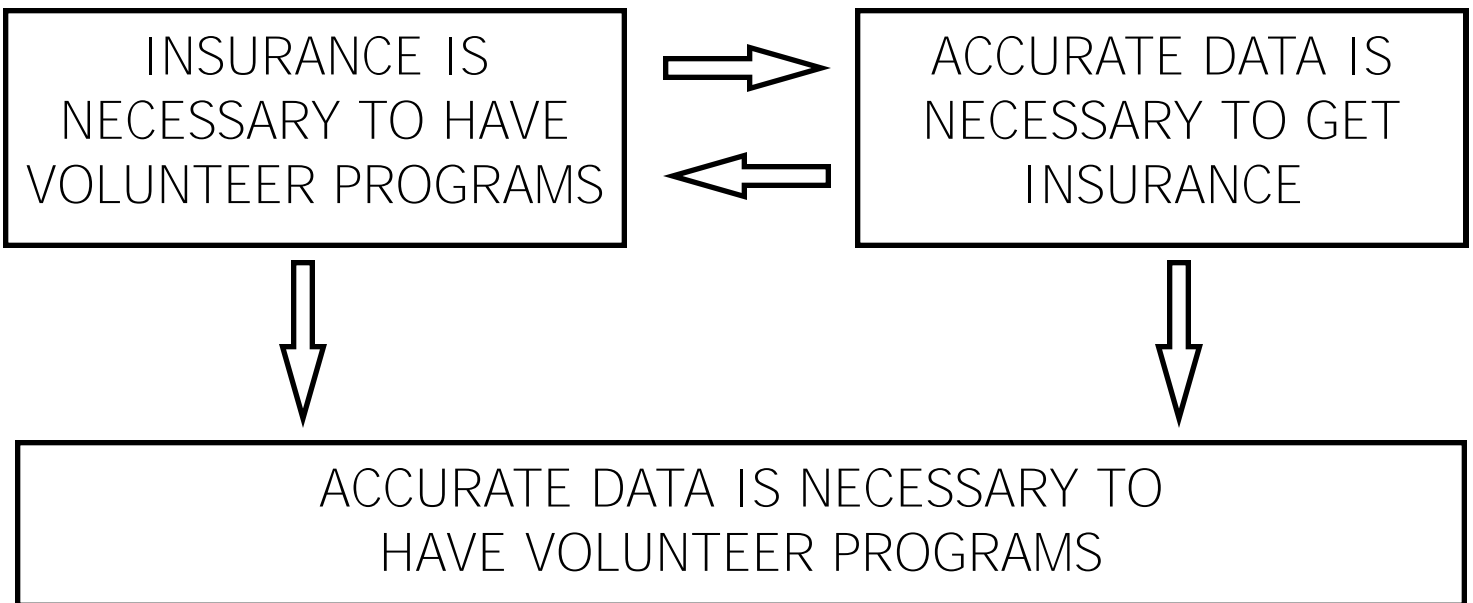 INSURANCE IS
NECESSARY TO HAVE
VOLUNTEER PROGRAMS
ACCURATE DATA IS
NECESSARY TO GET
INSURANCE
ACCURATE DATA IS NECESSARY TO
HAVE VOLUNTEER PROGRAMS